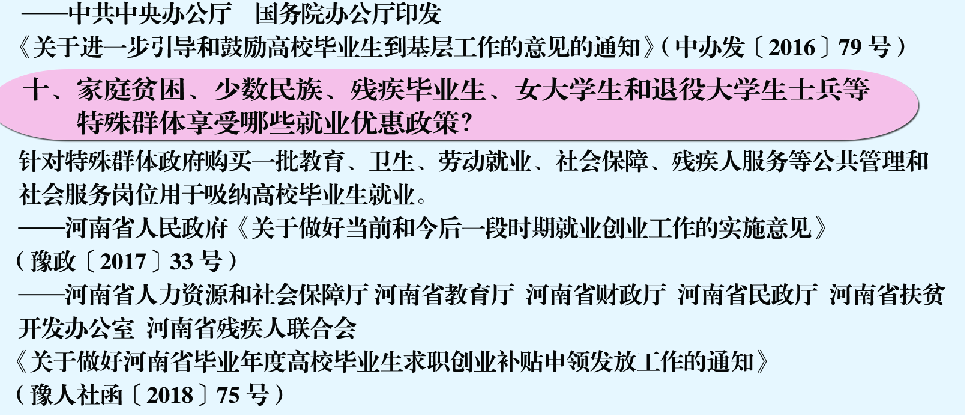 ——中共中央办公厅 国务院办公厅印发
《关于进一步引导和鼓励高校毕业生到基层工作的意见的通知》（中办发〔2016〕79 号）
十、家庭贫困、少数民族、残疾毕业生、女大学生和退役大学生士兵等
特殊群体享受哪些就业优惠政策？
针对特殊群体政府购买一批教育、卫生、劳动就业、社会保障、残疾人服务等公共管理和
社会服务岗位用于吸纳高校毕业生就业。
——河南省人民政府《关于做好当前和今后一段时期就业创业工作的实施意见》
（豫政〔2017〕33 号）
——河南省人力资源和社会保障厅 河南省教育厅 河南省财政厅 河南省民政厅 河南省扶贫
开发办公室 河南省残疾人联合会
《关于做好河南省毕业年度高校毕业生求职创业补贴申领发放工作的通知》
（豫人社函〔2018〕75 号）